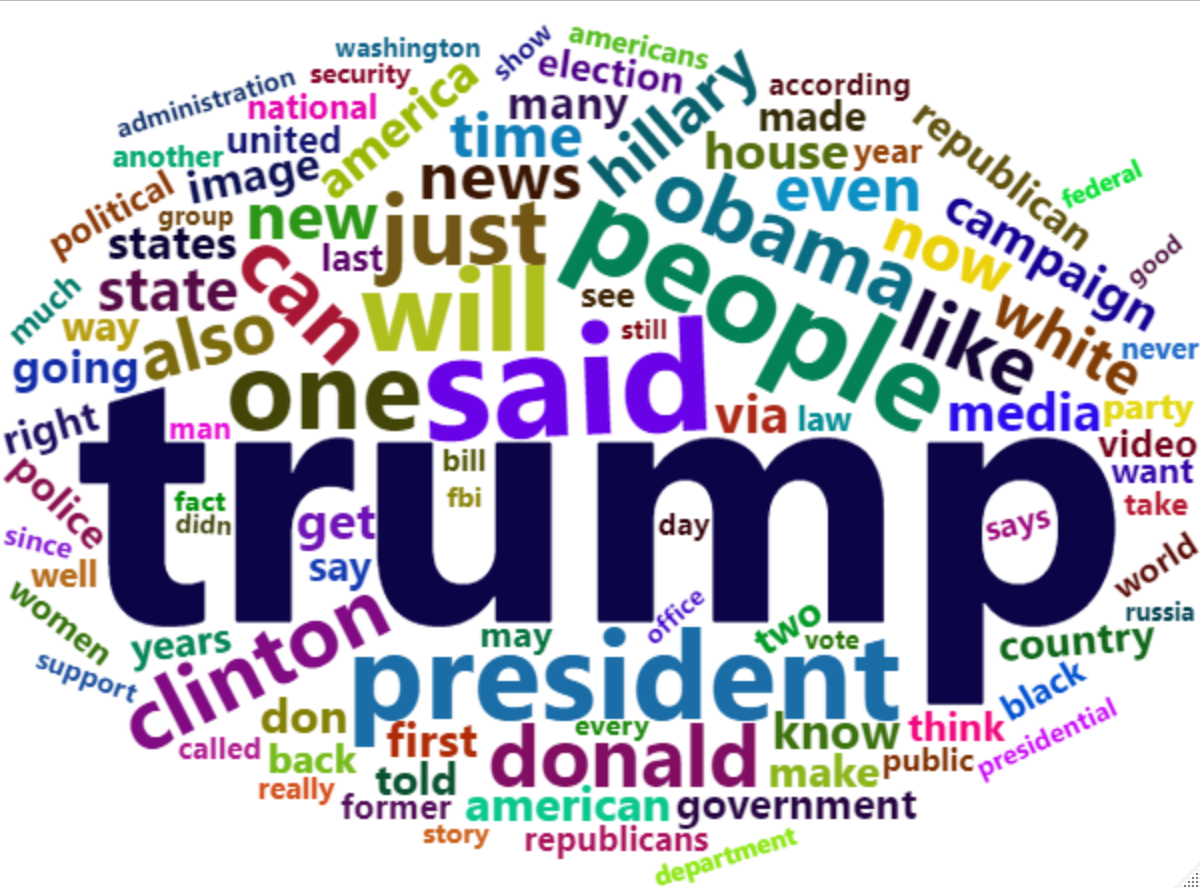 washington
show
americans
security
election
hillary
according
administration
national
america
many
made
republican
another
united
time
house
year
federal
political
image
news
obama
even
campaign
group
new
just
people
now
good
states
last
much
state
can
will
see
like
white
way
also
still
never
going
one
said
via
law
media
party
right
man
trump
video
police
bill
want
fact
fbi
take
didn
get
day
says
since
say
world
well
women
clinton
office
two
russia
years
may
vote
country
support
president
black
don
first
every
know
think
presidential
called
back
donald
public
really
told
make
former
american
government
story
republicans
department